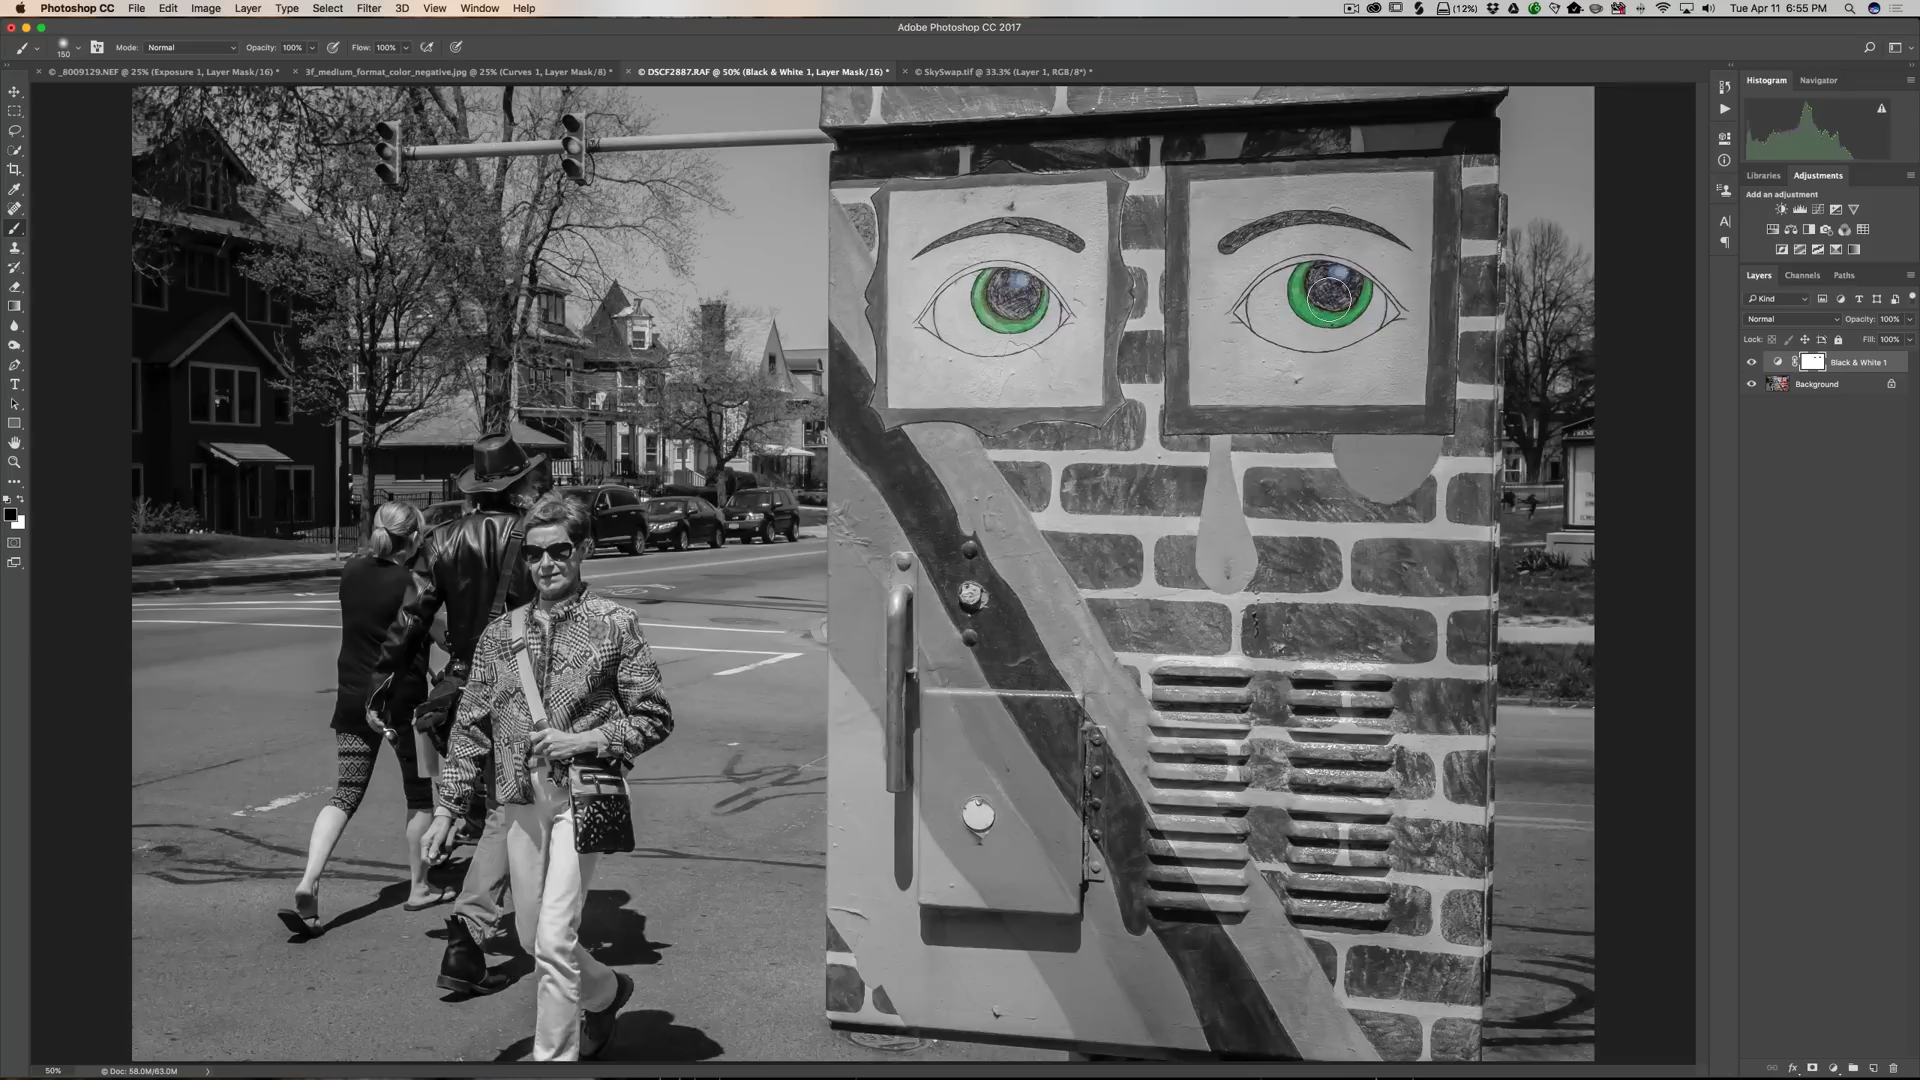 Photoshop CC File Edit Image Layer Type Select Filter 3D View Window Help (12%) Tue Apr 11 6:55 PM
Adobe Photoshop CC 2017
150 Mode: Normal Opacity: 100% Flow: 100%
© _8009129.NEF @ 25% (Exposure 1, Layer Mask/16) * 3f_medium_format_color_negative.jpg @ 25% (Curves 1, Layer Mask/8) * © DSCF2887.RAF @ 50% (Black & White 1, Layer Mask/16) * © SkySwap.tif @ 33.3% (Layer 1, RGB/8*) *
Histogram Navigator
Libraries Adjustments
Add an adjustment
Layers Channels Paths
Kind
Normal Opacity: 100%
Lock: Fill: 100%
Black & White 1
Background
50% © Doc: 58.0M/63.0M